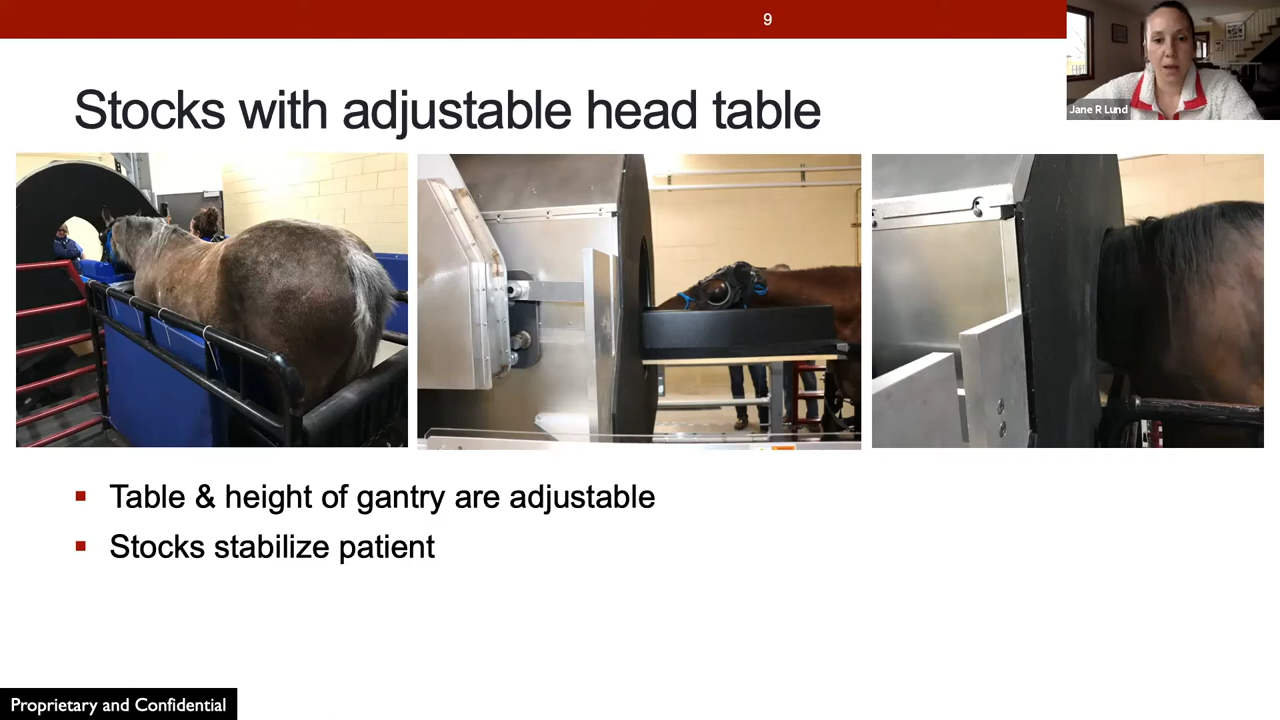 9
Jane R Lund
Stocks with adjustable head table
Table & height of gantry are adjustable
Stocks stabilize patient
Proprietary and Confidential